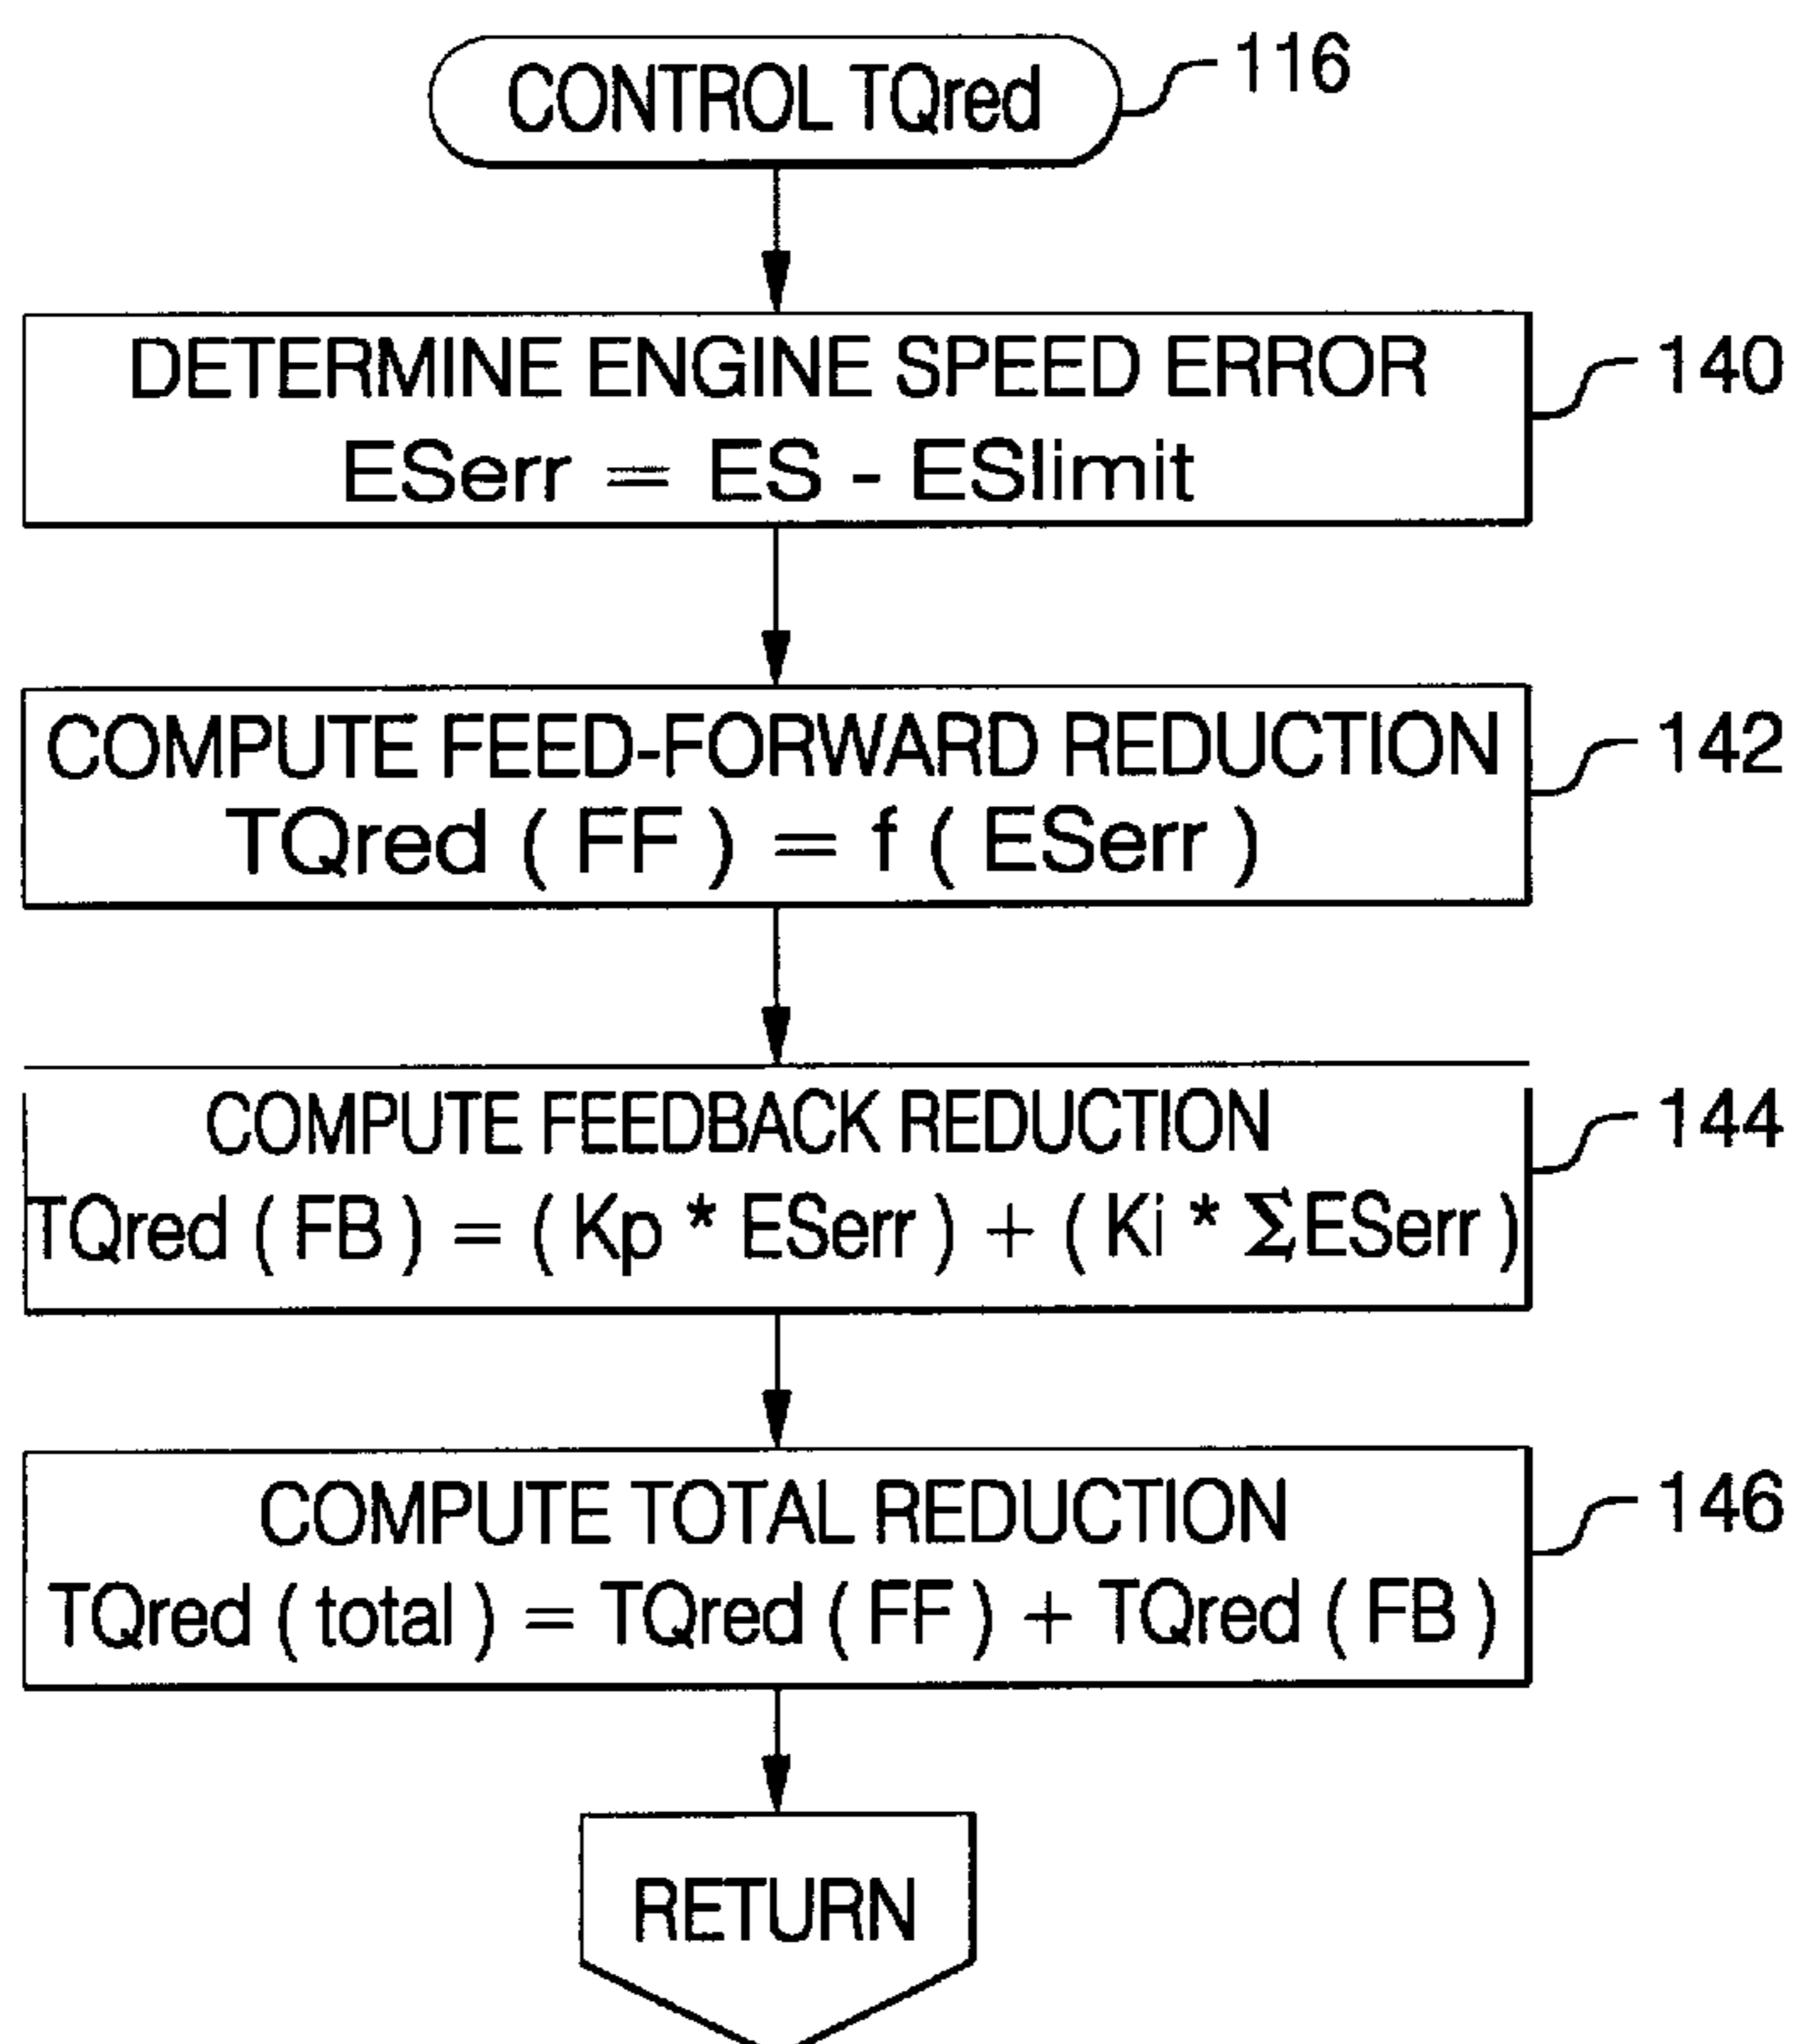 CONTROL TQred
116
DETERMINE ENGINE SPEED ERROR
140
ESerr = ES - ESlimit
COMPUTE FEED-FORWARD REDUCTION
142
TQred ( FF ) = f ( ESerr )
COMPUTE FEEDBACK REDUCTION
144
TQred ( FB ) = ( Kp * ESerr ) + ( Ki * ΣESerr )
COMPUTE TOTAL REDUCTION
146
TQred ( total ) = TQred ( FF ) + TQred ( FB )
RETURN